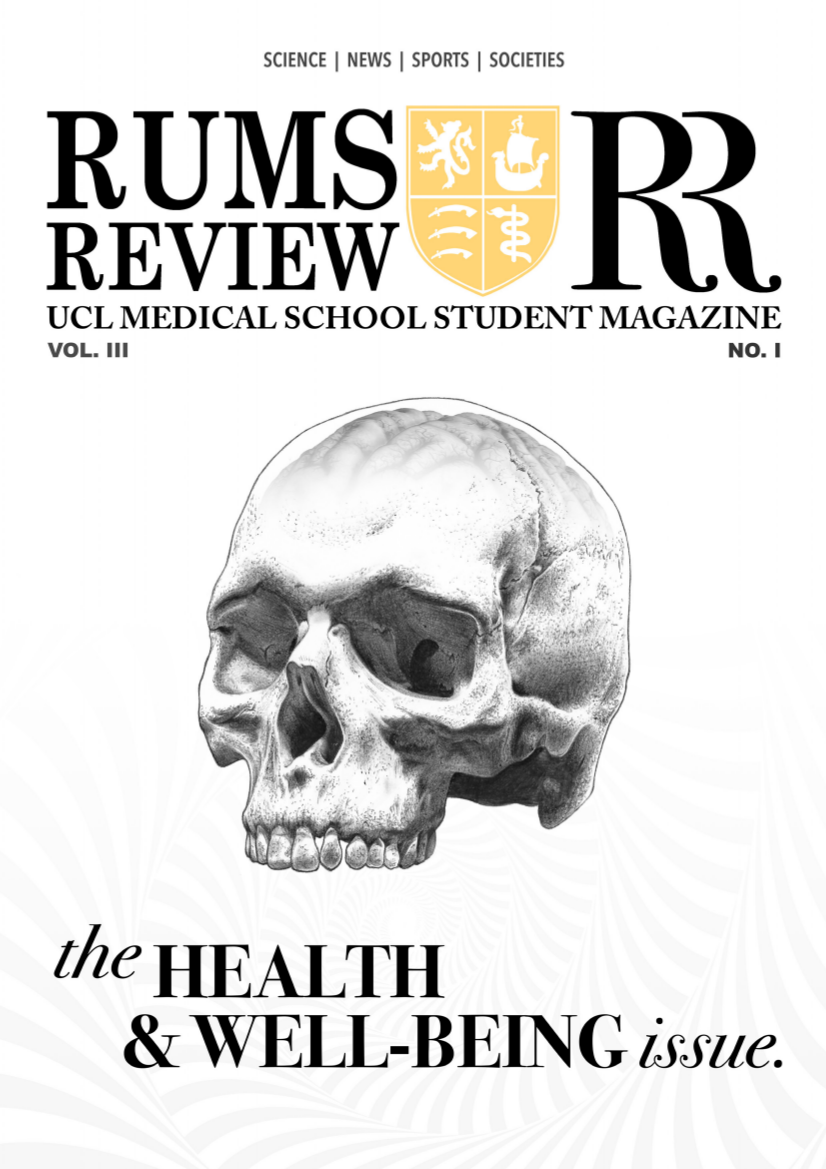 SCIENCE | NEWS | SPORTS | SOCIETIES
RUMS
REVIEW
RR
UCL MEDICAL SCHOOL STUDENT MAGAZINE
VOL. III
NO. I
the HEALTH
& WELL-BEING issue.